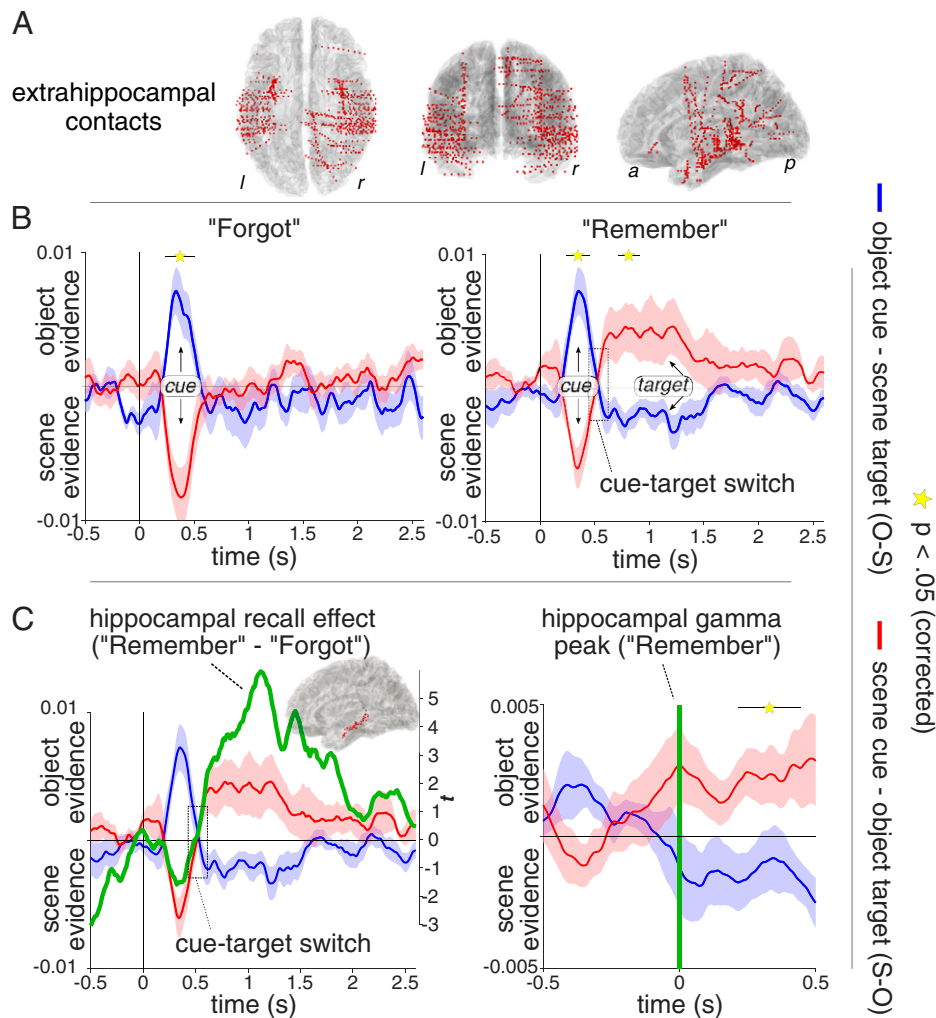 A
extrahippocampal
contacts
l
r
l
r
a
p
B
"Forgot"
0.01
object
evidence
scene
evidence
-0.01
cue
-0.5
0
0.5
1
1.5
2
2.5
time (s)
"Remember"
0.01
object
evidence
scene
evidence
-0.01
cue
target
cue-target switch
-0.5
0
0.5
1
1.5
2
2.5
time (s)
C
hippocampal recall effect
("Remember" - "Forgot")
0.01
object
evidence
scene
evidence
-0.01
5
4
3
2
1
0
-1
-2
-3
t
cue-target switch
-0.5
0
0.5
1
1.5
2
2.5
time (s)
hippocampal gamma
peak ("Remember")
0.005
object
evidence
scene
evidence
-0.005
-0.5
0
0.5
time (s)
object cue - scene target (O-S)
scene cue - object target (S-O)
p < .05 (corrected)